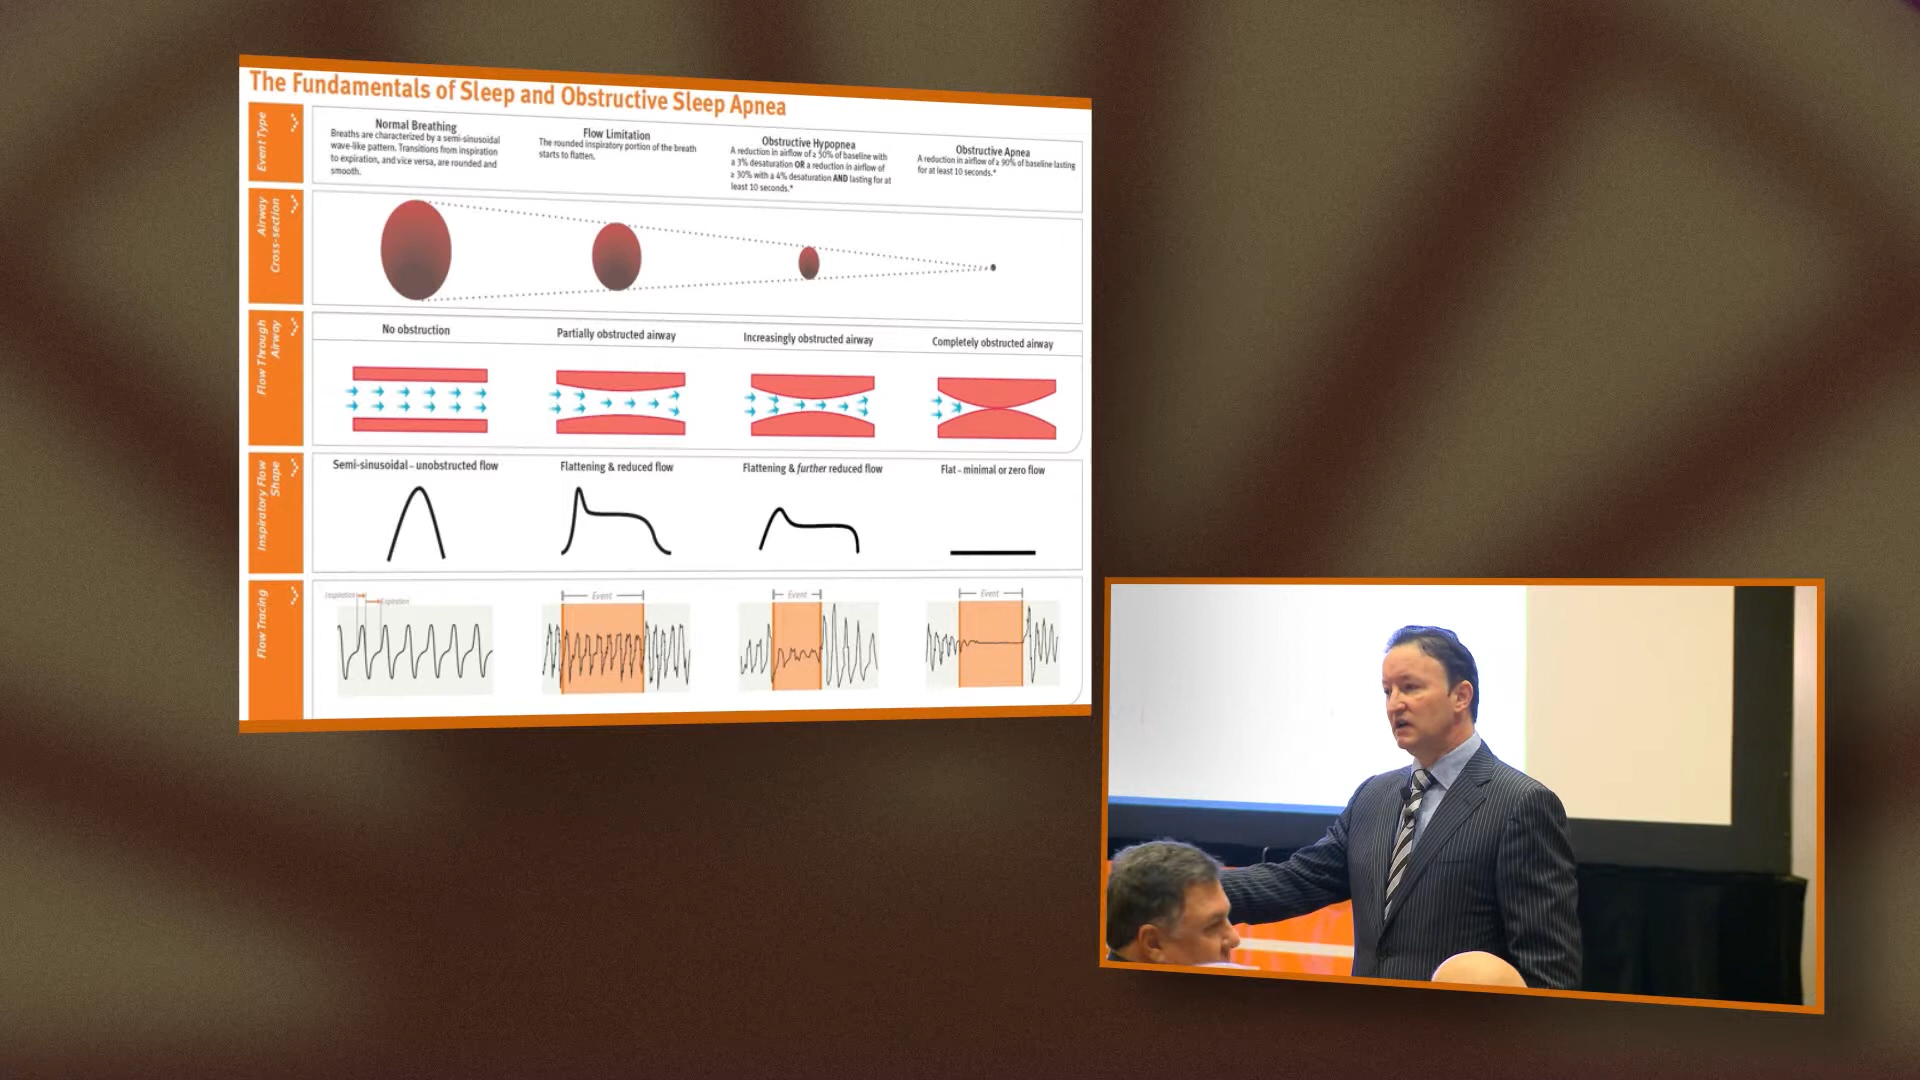 The Fundamentals of Sleep and Obstructive Sleep Apnea
Event Type
Normal Breathing
Breaths are characterized by a semi-sinusoidal
wave-like pattern. Transitions from inspiration
to expiration, and vice versa, are rounded and
smooth.
Flow Limitation
The rounded inspiratory portion of the breath
starts to flatten.
Obstructive Hypopnea
A reduction in airflow of ≥ 50% of baseline with
a 3% desaturation OR a reduction in airflow of
≥ 30% with a 4% desaturation AND lasting for at
least 10 seconds.*
Obstructive Apnea
A reduction in airflow of ≥ 90% of baseline lasting
for at least 10 seconds.*
Airway
Cross-section
Flow Through
Airway
No obstruction
Partially obstructed airway
Increasingly obstructed airway
Completely obstructed airway
Inspiratory Flow
Shape
Semi-sinusoidal – unobstructed flow
Flattening & reduced flow
Flattening & further reduced flow
Flat – minimal or zero flow
Flow Tracing
Inspiration
Expiration
Event
Event
Event